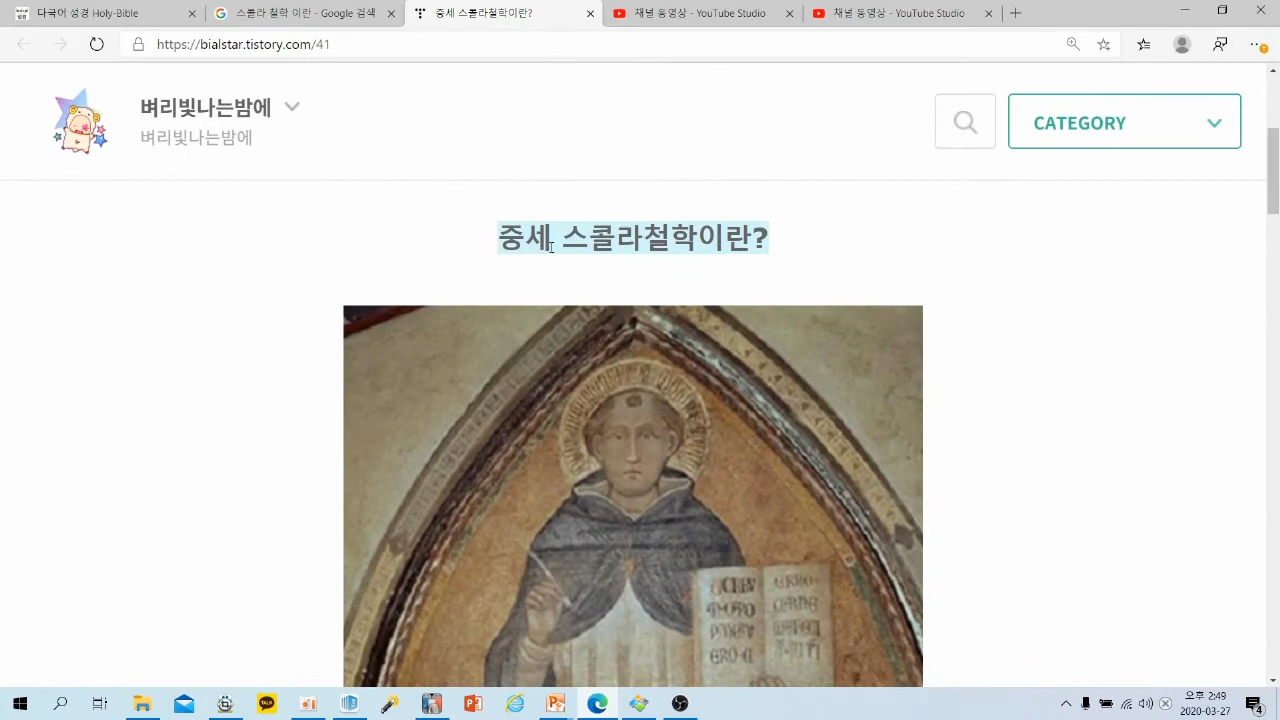 다국어 성경 Holybible
스콜라 철학 이란 - Google 검색
중세 스콜라철학이란?
채널 동영상 - YouTube Studio
채널 동영상 - YouTube Studio
https://bialstar.tistory.com/41
벼리빛나는밤에
벼리빛나는밤에
CATEGORY
중세 스콜라철학이란?
오후 2:49
2020-03-27